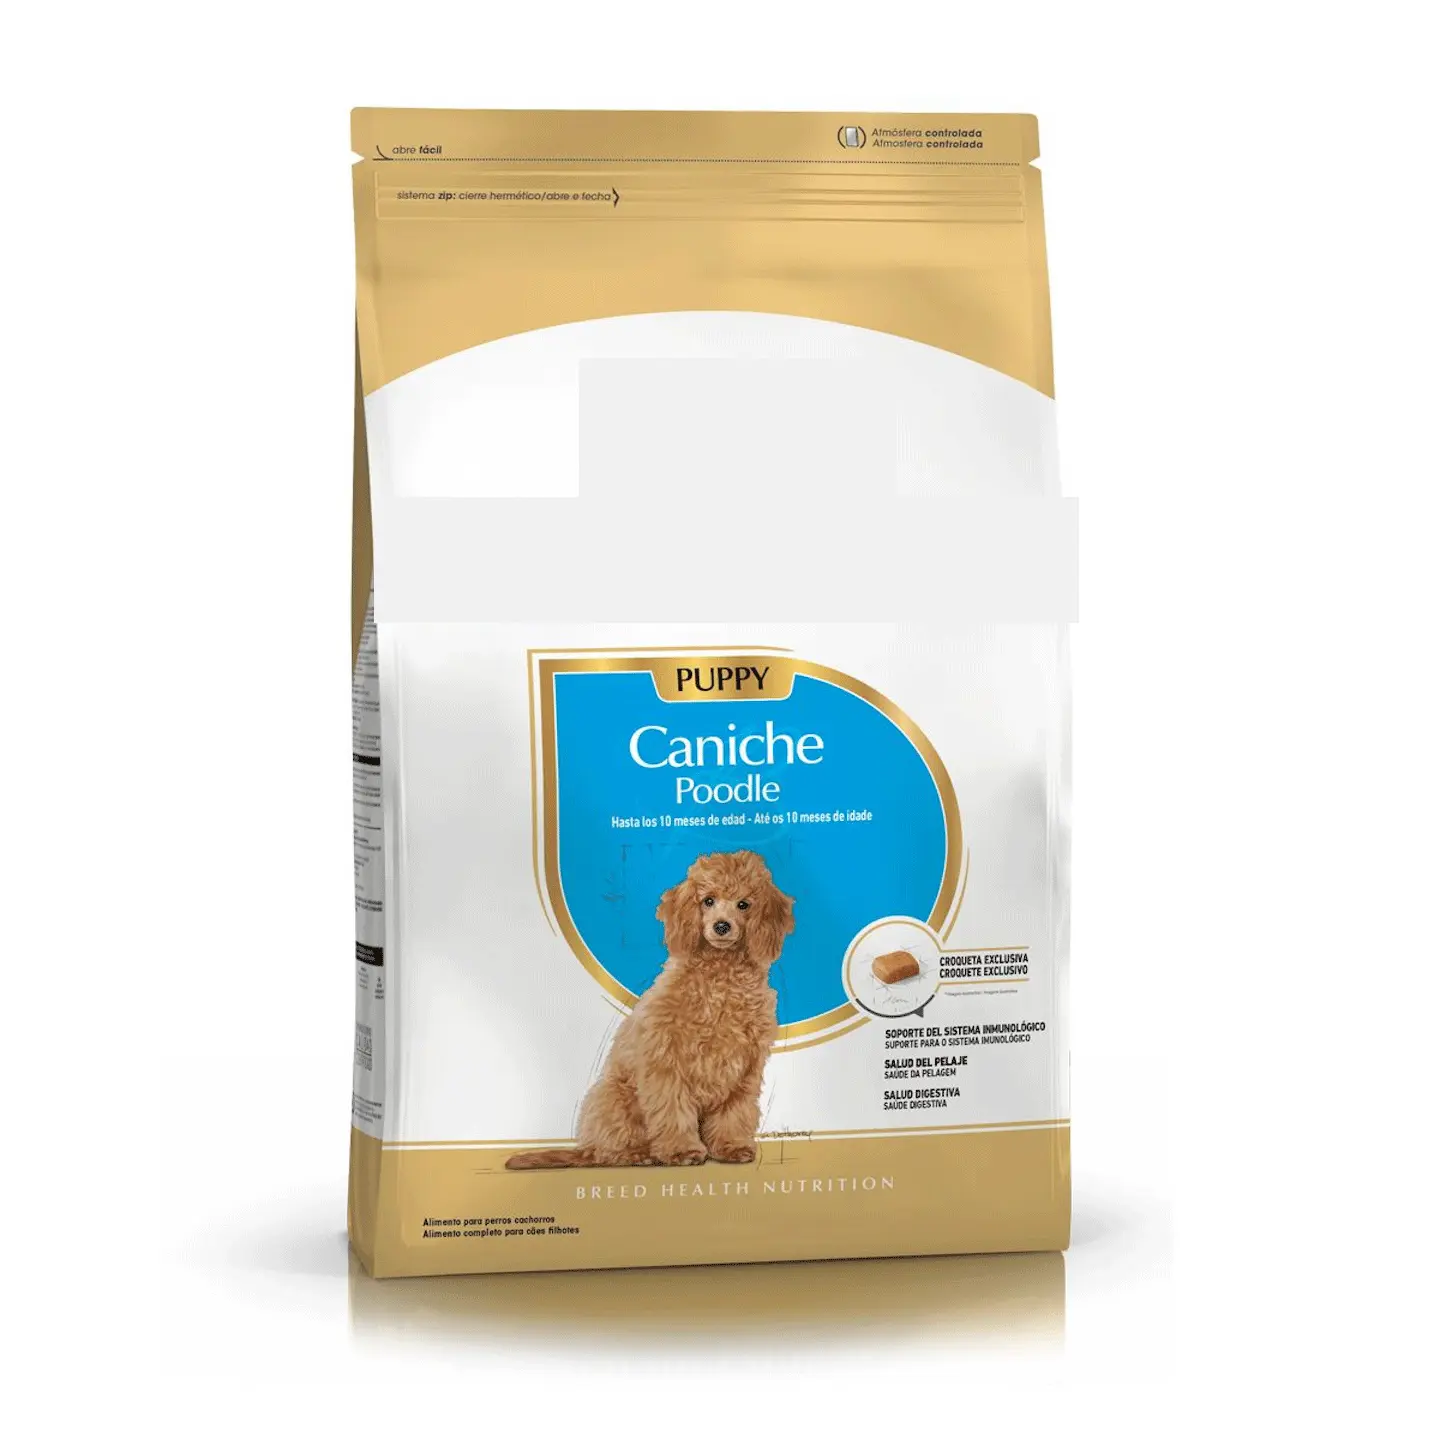 abre fácil
Atmósfera controlada
Atmosfera controlada
sistema zip: cierre hermético/abre e fecha
PUPPY
Caniche
Poodle
Hasta los 10 meses de edad - Até os 10 meses de idade
CROQUETA EXCLUSIVA
CROQUETE EXCLUSIVO
SOPORTE DEL SISTEMA INMUNOLÓGICO
SUPORTE PARA O SISTEMA IMUNOLÓGICO
SALUD DEL PELAJE
SAÚDE DA PELAGEM
SALUD DIGESTIVA
SAÚDE DIGESTIVA
BREED HEALTH NUTRITION
Alimento para perros cachorros
Alimento completo para cães filhotes